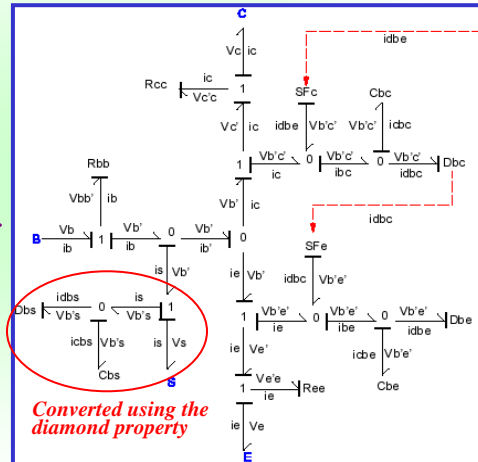 C
idbe
Vc ic
Rcc
ic
Vc'c
1
SFc
Cbc
Vc' ic
idbe Vb'c'
Vb'c' icbc
1
Vb'c'
ic
0
Vb'c'
ibc
0
Vb'c'
idbc
Dbc
Rbb
Vbb' ib
Vb' ic
idbc
B
Vb
ib
1
Vb'
ib
0
Vb'
ib'
0
SFe
is Vb'
ie Vb'
idbc Vb'e'
Dbs
idbs
Vb's
0
is
Vb's
1
1
Vb'e'
ie
0
Vb'e'
ibe
0
Vb'e'
idbe
Dbe
icbs Vb's
is Vs
ie Ve'
icbe Vb'e'
Cbs
S
1
Ve'e
ie
Ree
Cbe
Converted using the
diamond property
ie Ve
E